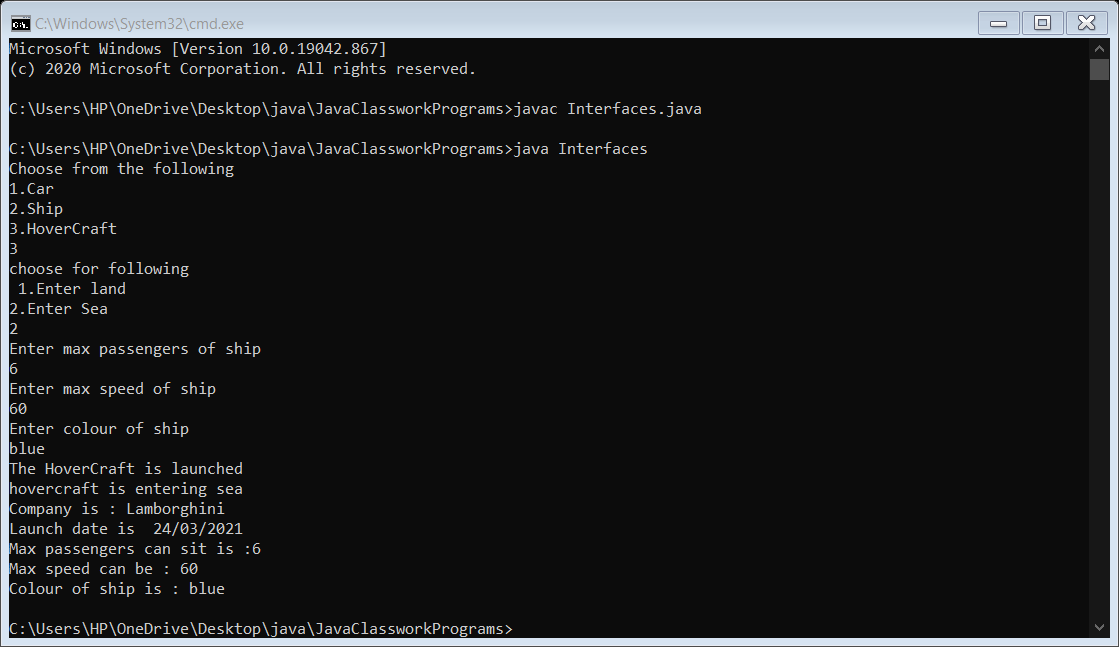 C:\Windows\System32\cmd.exe
Microsoft Windows [Version 10.0.19042.867]
(c) 2020 Microsoft Corporation. All rights reserved.
C:\Users\HP\OneDrive\Desktop\java\JavaClassworkPrograms>javac Interfaces.java
C:\Users\HP\OneDrive\Desktop\java\JavaClassworkPrograms>java Interfaces
Choose from the following
1.Car
2.Ship
3.HoverCraft
3
choose for following
 1.Enter land
2.Enter Sea
2
Enter max passengers of ship
6
Enter max speed of ship
60
Enter colour of ship
blue
The HoverCraft is launched
hovercraft is entering sea
Company is : Lamborghini
Launch date is  24/03/2021
Max passengers can sit is :6
Max speed can be : 60
Colour of ship is : blue
C:\Users\HP\OneDrive\Desktop\java\JavaClassworkPrograms>